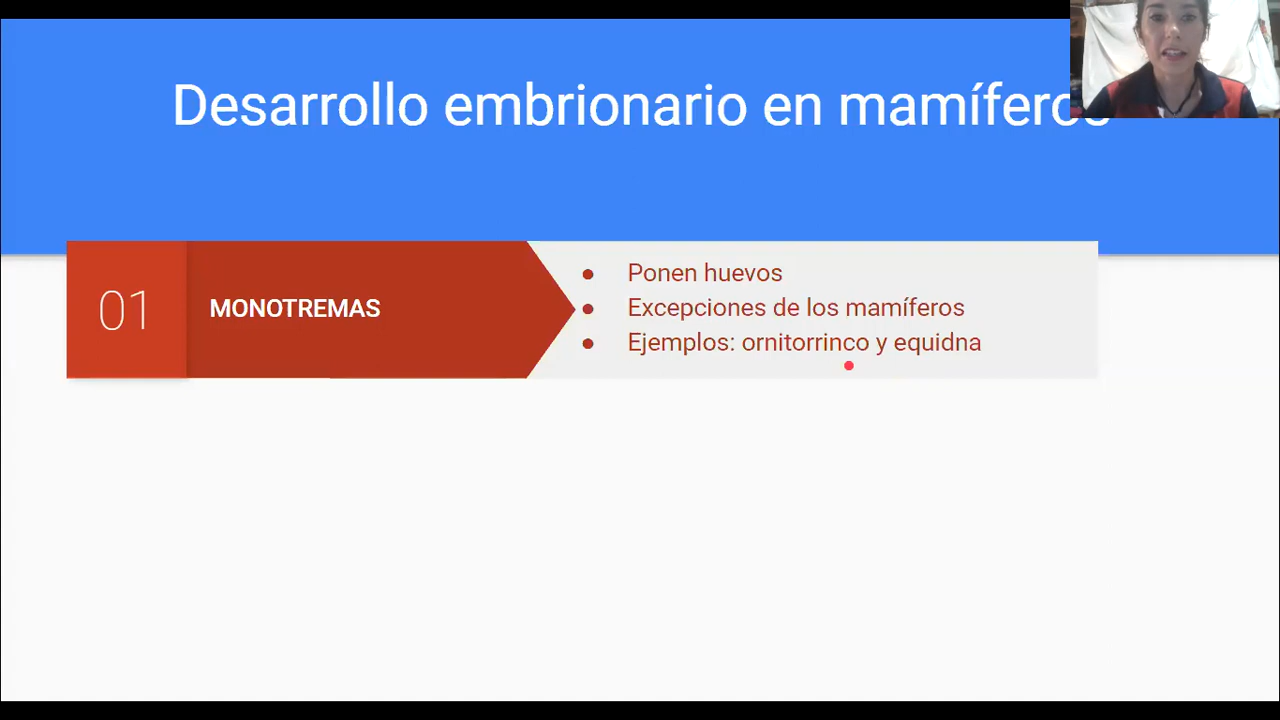 Desarrollo embrionario en mamíferos
01
MONOTREMAS
● Ponen huevos
● Excepciones de los mamíferos
● Ejemplos: ornitorrinco y equidna